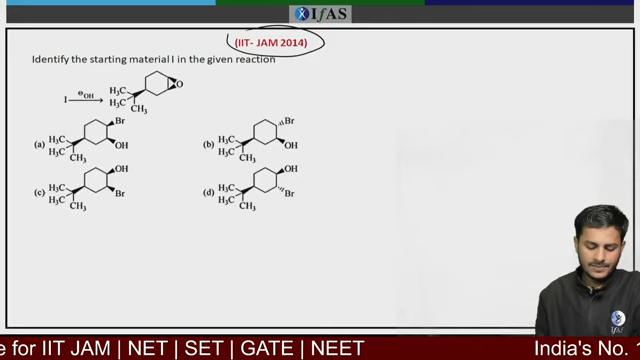 IFAS
(IIT- JAM 2014)
Identify the starting material I in the given reaction
I ⊖OH H₃C H₃C CH₃ O
(a) H₃C H₃C CH₃ Br OH
(b) H₃C H₃C CH₃ Br OH
(c) H₃C H₃C CH₃ OH Br
(d) H₃C H₃C CH₃ OH Br
e for IIT JAM | NET | SET | GATE | NEET
India's No.